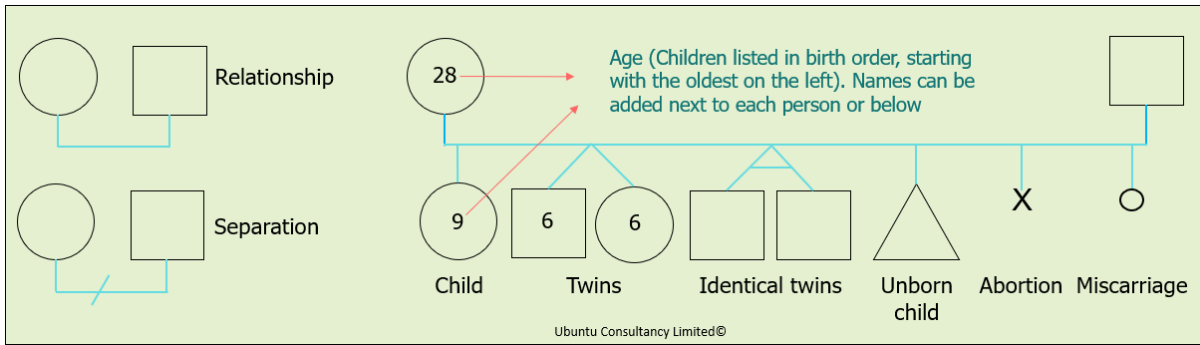 Relationship
28
Age (Children listed in birth order, starting
with the oldest on the left). Names can be
added next to each person or below
Separation
9
6
6
X
Child
Twins
Identical twins
Unborn
child
Abortion
Miscarriage
Ubuntu Consultancy Limited©